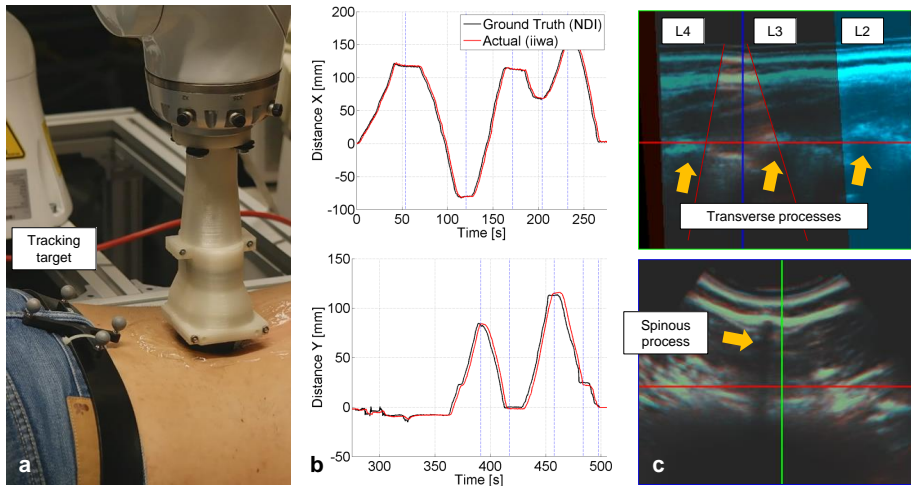 Tracking
target
a
Ground Truth (NDI)
Actual (iiwa)
Distance X [mm]
150
100
50
0
-50
-100
0
50
100
150
200
250
Time [s]
Distance Y [mm]
150
100
50
0
-50
300
350
400
450
500
Time [s]
b
L4
L3
L2
Transverse processes
Spinous
process
c